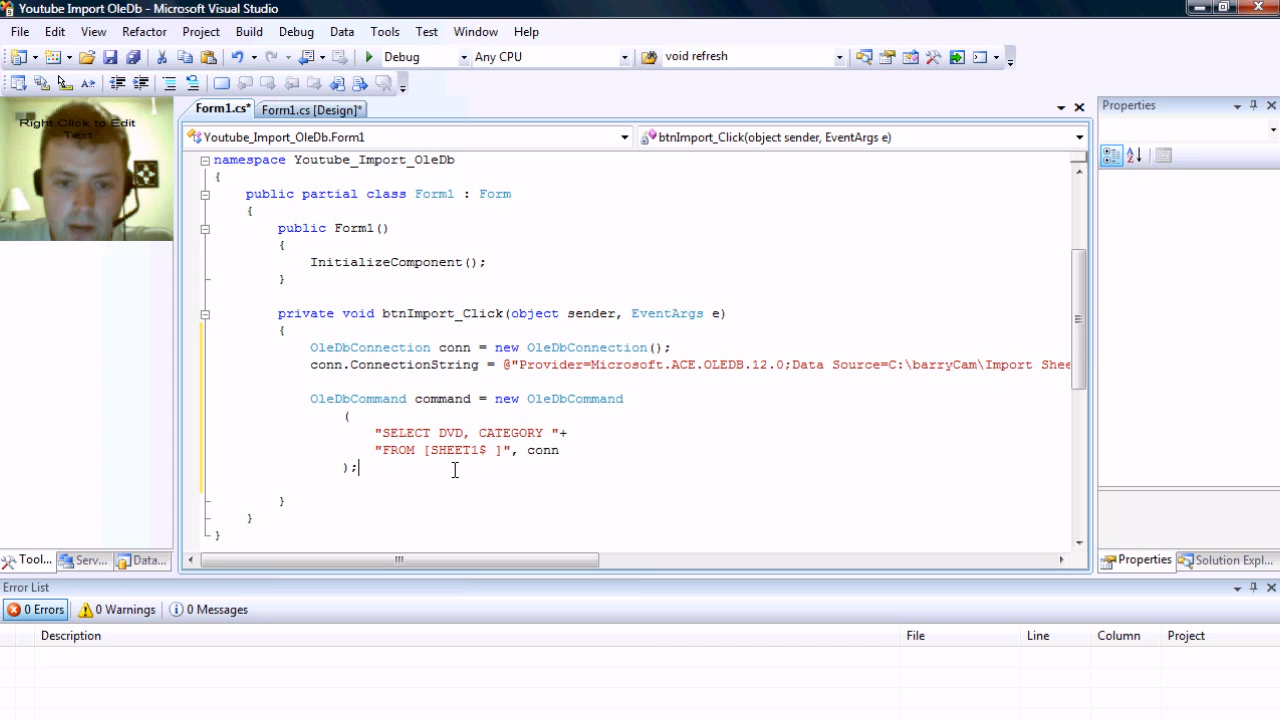 Youtube Import OleDb - Microsoft Visual Studio
File Edit View Refactor Project Build Debug Data Tools Test Window Help
Debug Any CPU void refresh
Right Click to Edit
Text
Form1.cs* Form1.cs [Design]*
Youtube_Import_OleDb.Form1 btnImport_Click(object sender, EventArgs e)
namespace Youtube_Import_OleDb
{
public partial class Form1 : Form
{
public Form1()
{
InitializeComponent();
}
private void btnImport_Click(object sender, EventArgs e)
{
OleDbConnection conn = new OleDbConnection();
conn.ConnectionString = @"Provider=Microsoft.ACE.OLEDB.12.0;Data Source=C:\barryCam\Import Shee
OleDbCommand command = new OleDbCommand
(
"SELECT DVD, CATEGORY "+
"FROM [SHEET1$ ]", conn
);
}
}
}
Properties
Tool... Serv... Data...
Properties Solution Expl...
Error List
0 Errors 0 Warnings 0 Messages
Description File Line Column Project